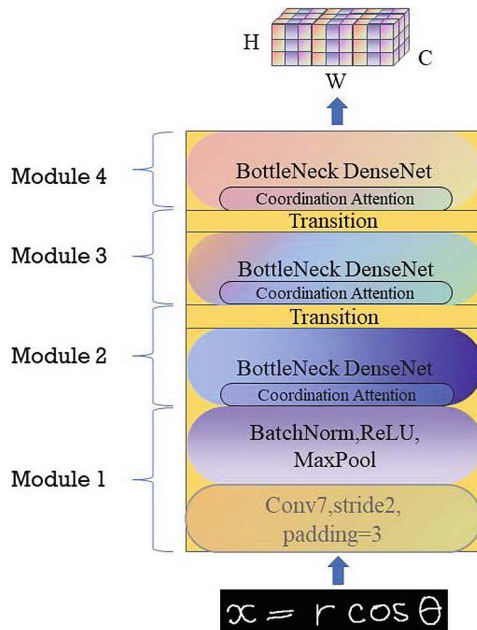 H
C
W
Module 4
BottleNeck DenseNet
Coordination Attention
Transition
Module 3
BottleNeck DenseNet
Coordination Attention
Transition
Module 2
BottleNeck DenseNet
Coordination Attention
BatchNorm,ReLU,
MaxPool
Module 1
Conv7,stride2,
padding=3
x = r cos θ